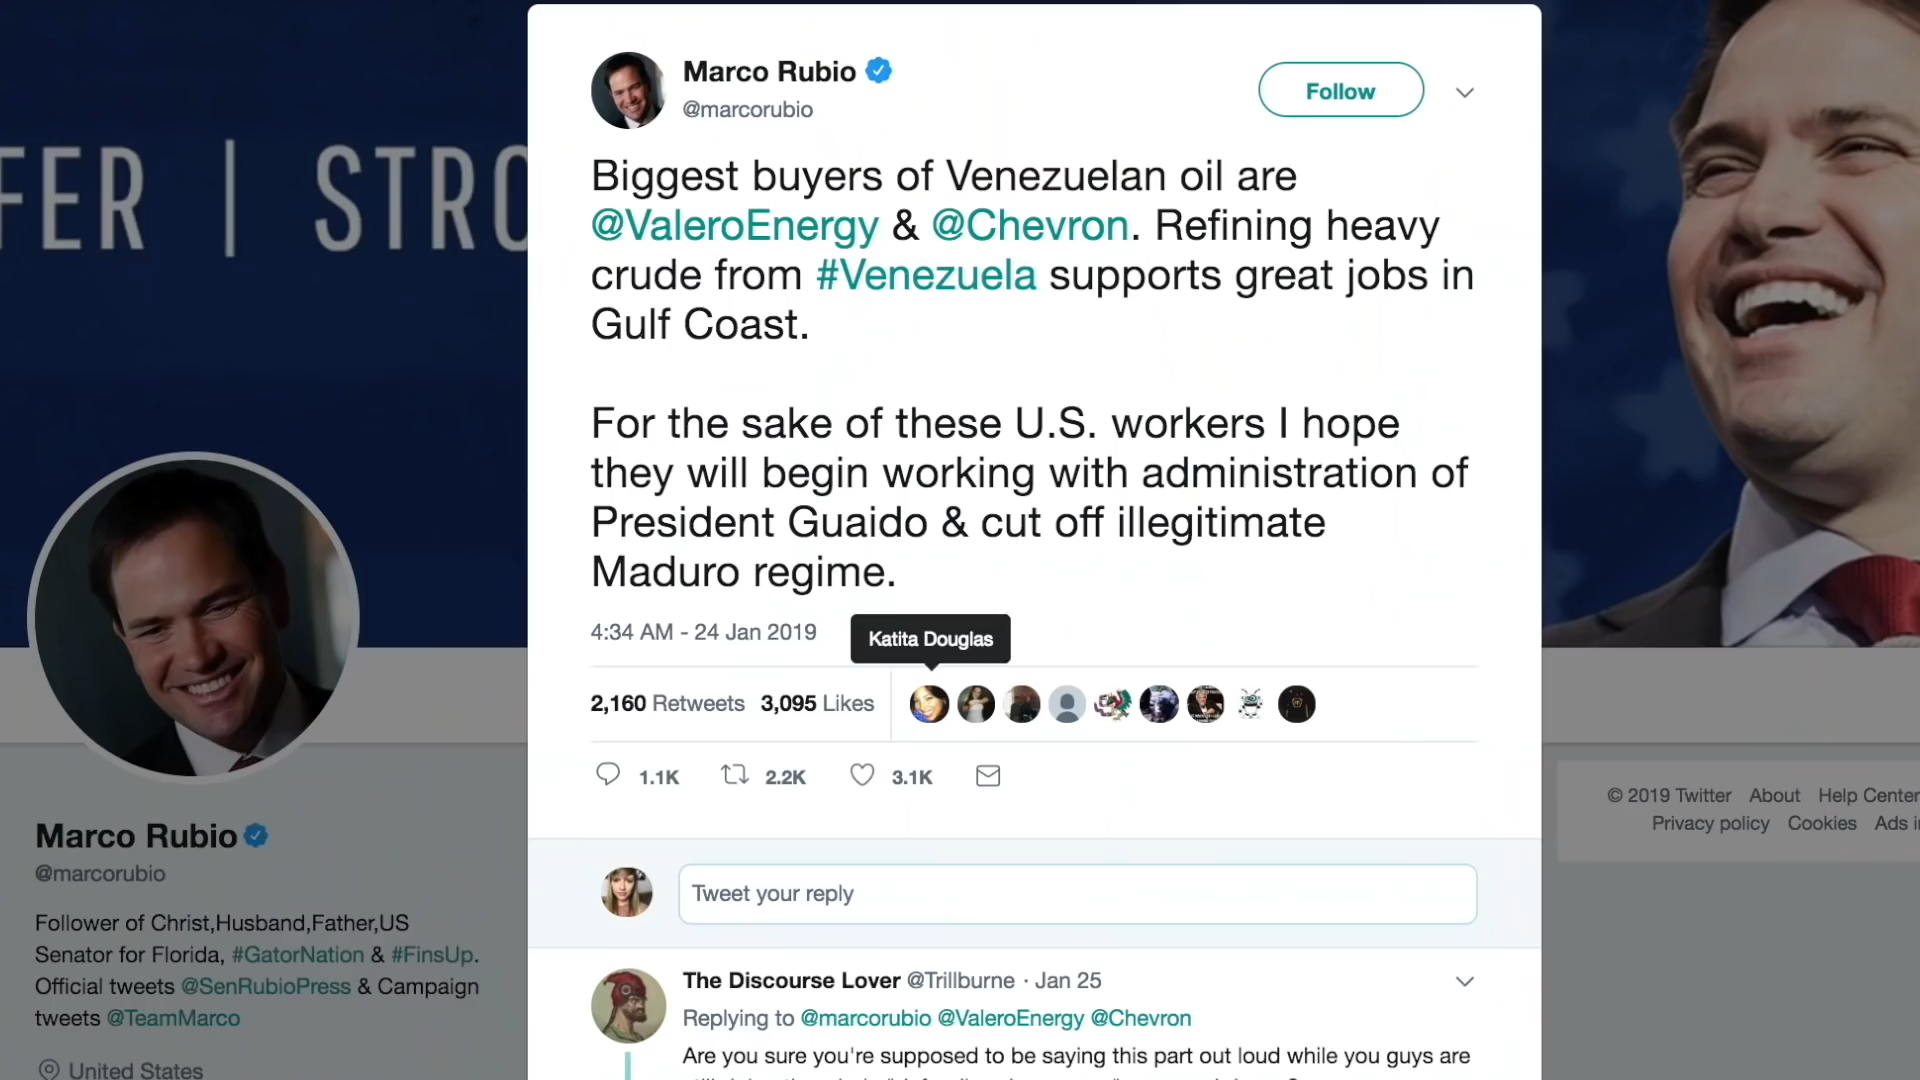 FER | STRO
Marco Rubio
@marcorubio
Follow
Biggest buyers of Venezuelan oil are
@ValeroEnergy & @Chevron. Refining heavy
crude from #Venezuela supports great jobs in
Gulf Coast.
For the sake of these U.S. workers I hope
they will begin working with administration of
President Guaido & cut off illegitimate
Maduro regime.
4:34 AM - 24 Jan 2019
Katita Douglas
2,160 Retweets 3,095 Likes
1.1K 2.2K 3.1K
Tweet your reply
The Discourse Lover @Trillburne · Jan 25
Replying to @marcorubio @ValeroEnergy @Chevron
Are you sure you're supposed to be saying this part out loud while you guys are
Marco Rubio
@marcorubio
Follower of Christ,Husband,Father,US
Senator for Florida, #GatorNation & #FinsUp.
Official tweets @SenRubioPress & Campaign
tweets @TeamMarco
United States
© 2019 Twitter About Help Center
Privacy policy Cookies Ads